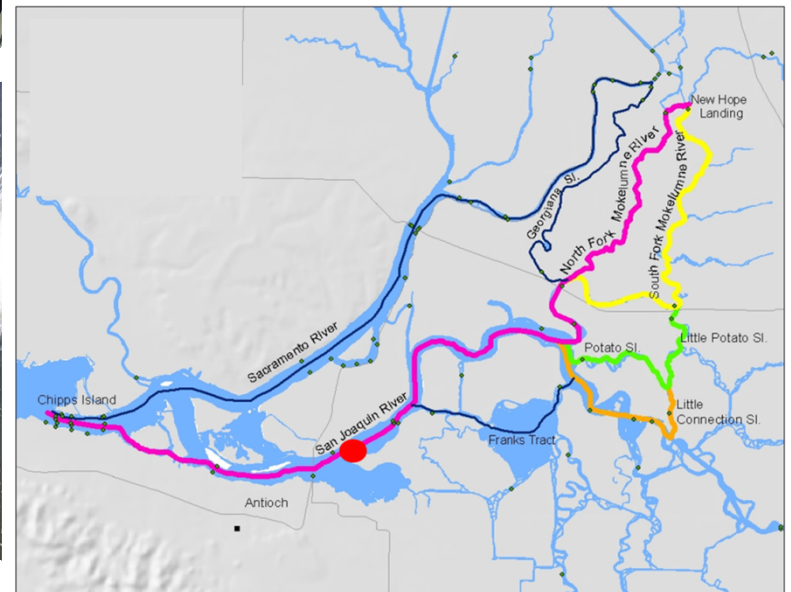 New Hope
Landing
North Fork Mokelumne River
South Fork Mokelumne River
Georgiana Sl.
Sacramento River
Potato Sl.
Little Potato Sl.
Chipps Island
Little
Connection Sl.
San Joaquin River
Franks Tract
Antioch